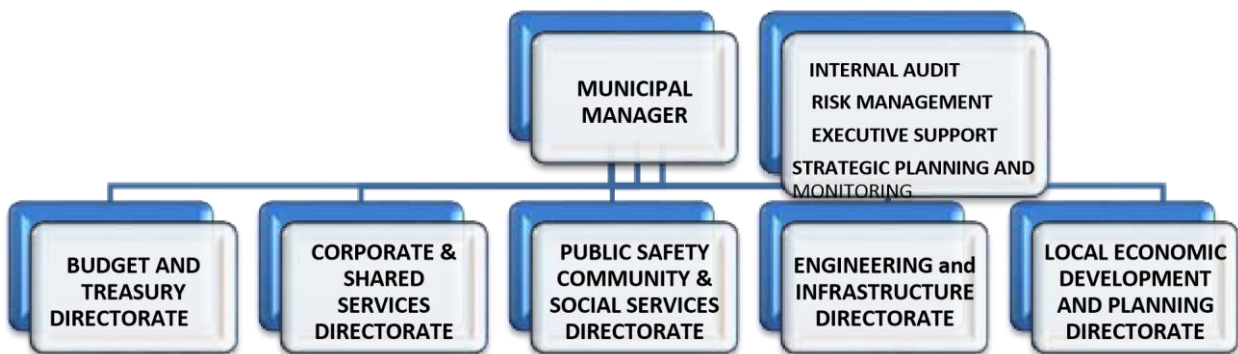 MUNICIPAL
MANAGER
INTERNAL AUDIT
RISK MANAGEMENT
EXECUTIVE SUPPORT
STRATEGIC PLANNING AND
MONITORING
BUDGET AND
TREASURY
DIRECTORATE
CORPORATE &
SHARED
SERVICES
DIRECTORATE
PUBLIC SAFETY
COMMUNITY &
SOCIAL SERVICES
DIRECTORATE
ENGINEERING and
INFRASTRUCTURE
DIRECTORATE
LOCAL ECONOMIC
DEVELOPMENT
AND PLANNING
DIRECTORATE